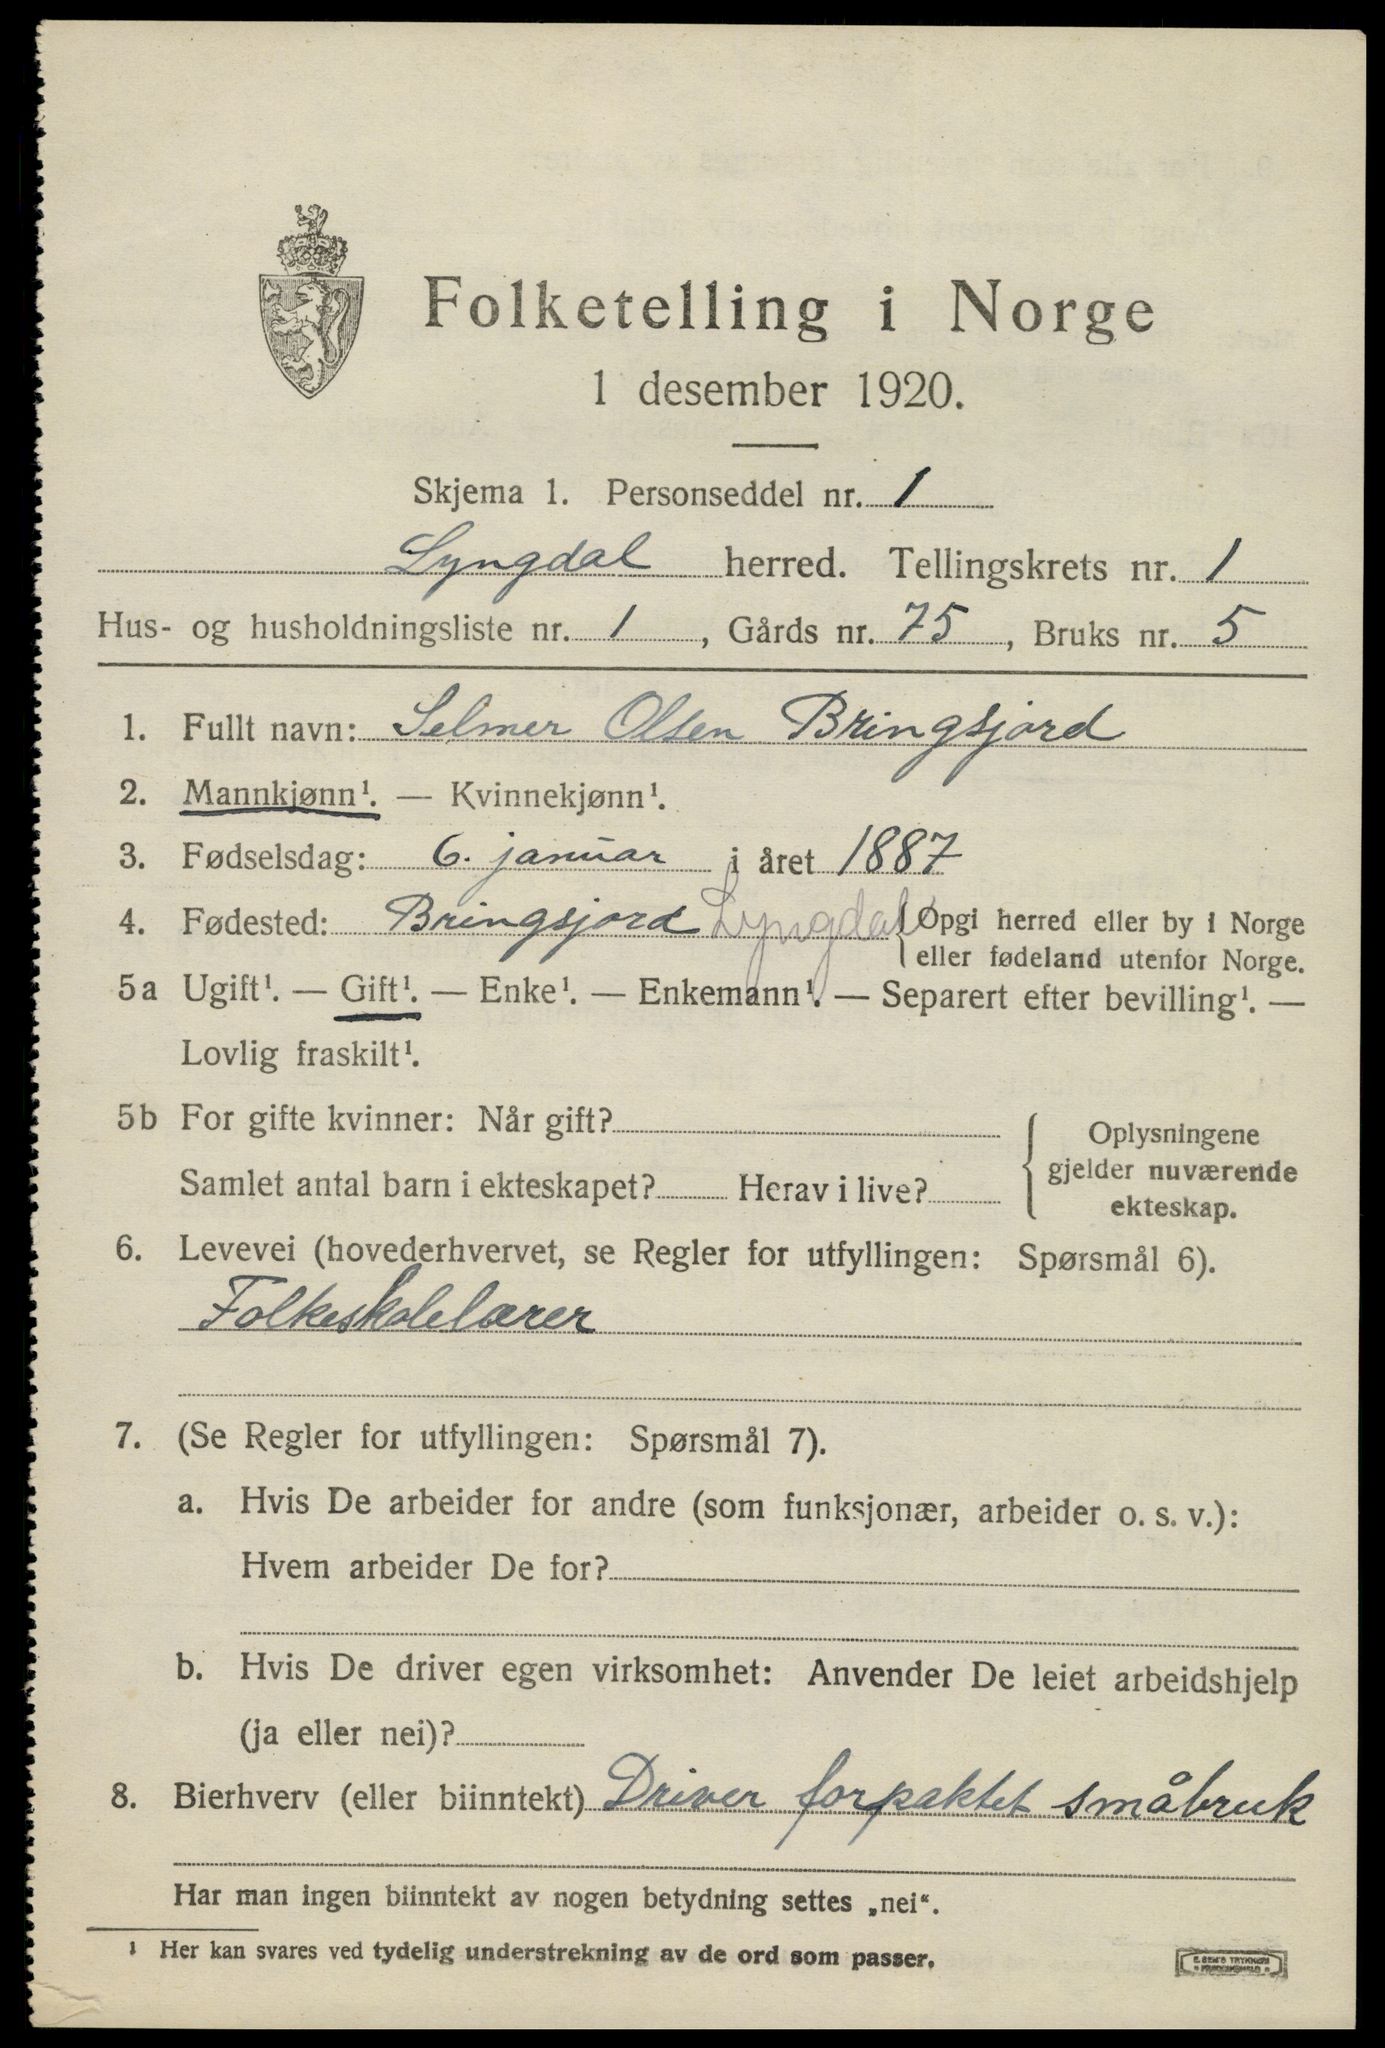 Folketelling i Norge
1 desember 1920.
Skjema 1. Personseddel nr. 1
Lyngdal herred. Tellingskrets nr. 1
Hus- og husholdningsliste nr. 1, Gårds nr. 75, Bruks nr. 5
1. Fullt navn: Selmer Olsen Bringsjord
2. Mannkjønn¹. — Kvinnekjønn¹.
3. Fødselsdag: 6. januar i året 1887
4. Fødested: Bringsjord Lyngdal { Opgi herred eller by i Norge
eller fødeland utenfor Norge.
5a Ugift¹. — Gift¹. — Enke¹. — Enkemann¹. — Separert efter bevilling¹. —
Lovlig fraskilt¹.
5b For gifte kvinner: Når gift?
Samlet antal barn i ekteskapet? Herav i live?
{ Oplysningene
gjelder nuværende
ekteskap.
6. Levevei (hovederhvervet, se Regler for utfyllingen: Spørsmål 6).
Folkeskolelærer
7. (Se Regler for utfyllingen: Spørsmål 7).
a. Hvis De arbeider for andre (som funksjonær, arbeider o. s. v.):
Hvem arbeider De for?
b. Hvis De driver egen virksomhet: Anvender De leiet arbeidshjelp
(ja eller nei)?
8. Bierhverv (eller biinntekt) Driver forpaktet småbruk
Har man ingen biinntekt av nogen betydning settes „nei“.
¹ Her kan svares ved tydelig understrekning av de ord som passer.